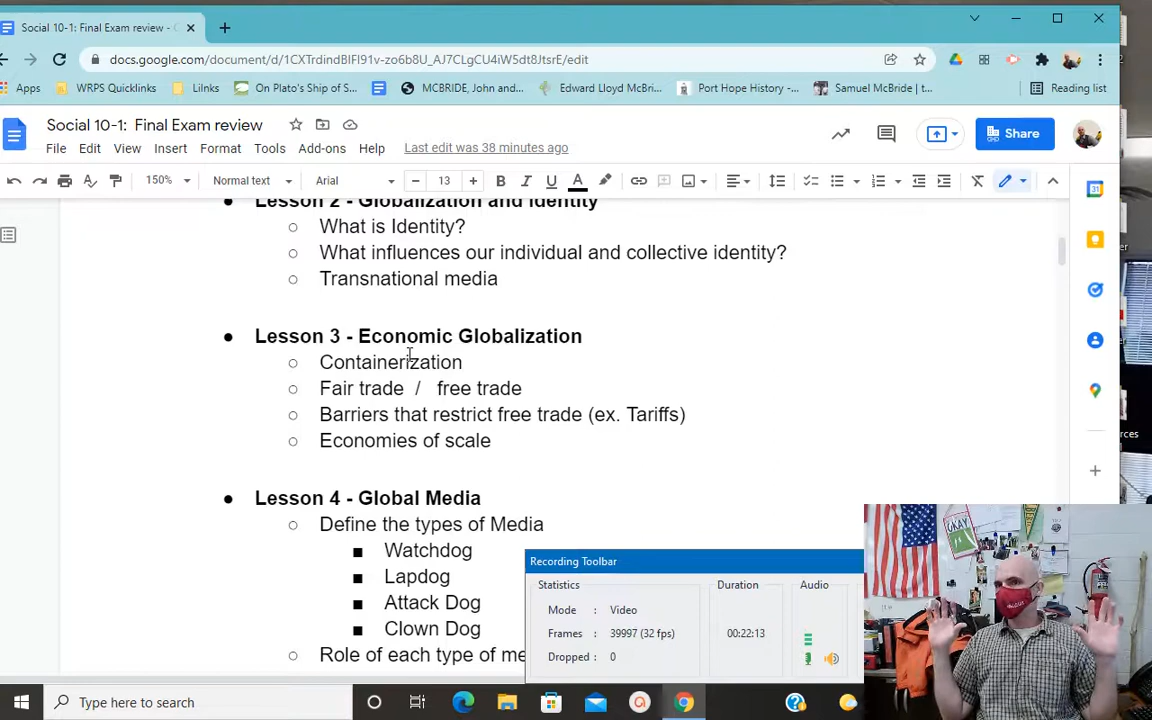 Social 10-1: Final Exam review -
docs.google.com/document/d/1CXTrdindBIFl91v-zo6b8U_AJ7CLgCU4iW5dt8JtsrE/edit
Apps WRPS Quicklinks Lilnks On Plato's Ship of S... MCBRIDE, John and... Edward Lloyd McBri... Port Hope History -... Samuel McBride | t... Reading list
Social 10-1: Final Exam review
Share
File Edit View Insert Format Tools Add-ons Help Last edit was 38 minutes ago
150% Normal text Arial 13
Lesson 2 - Globalization and Identity
What is Identity?
What influences our individual and collective identity?
Transnational media
Lesson 3 - Economic Globalization
Containerization
Fair trade / free trade
Barriers that restrict free trade (ex. Tariffs)
Economies of scale
Lesson 4 - Global Media
Define the types of Media
Watchdog
Lapdog
Attack Dog
Clown Dog
Role of each type of me
Recording Toolbar
Statistics Duration Audio
Mode : Video
Frames : 39997 (32 fps) 00:22:13
Dropped : 0
OKAY
Type here to search